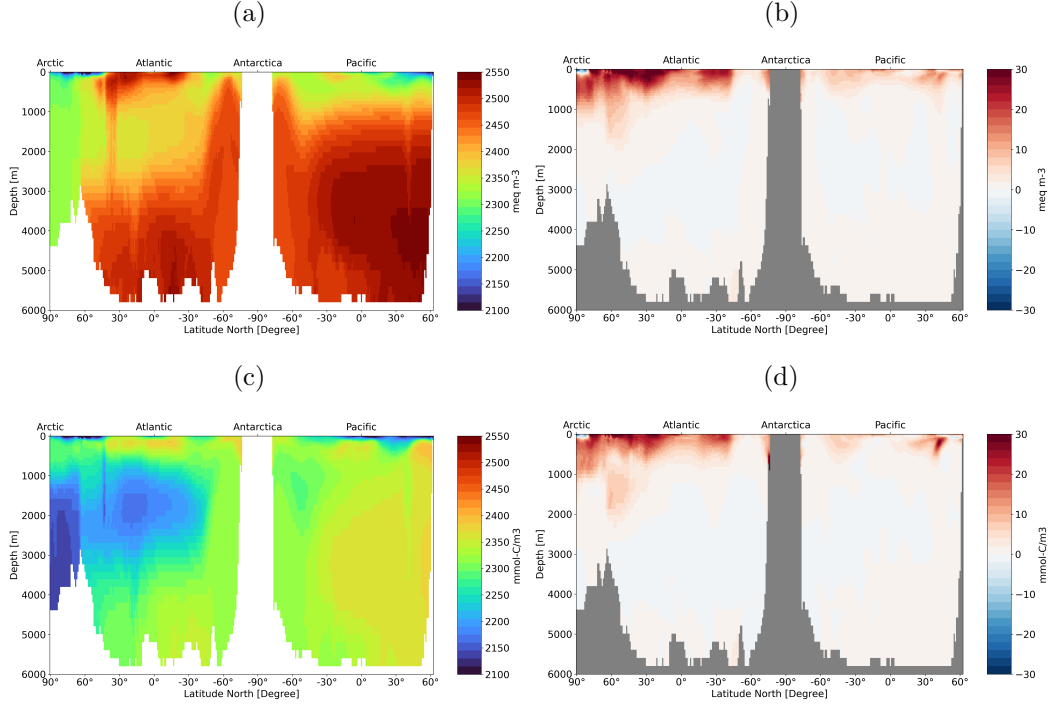 (a)
Arctic Atlantic Antarctica Pacific
0
1000
2000
3000
4000
5000
6000
Depth [m]
90° 60° 30° 0° -30° -60° -90° -60° -30° 0° 30° 60°
Latitude North [Degree]
2550
2500
2450
2400
2350
2300
2250
2200
2150
2100
meq m-3
(b)
Arctic Atlantic Antarctica Pacific
0
1000
2000
3000
4000
5000
6000
Depth [m]
90° 60° 30° 0° -30° -60° -90° -60° -30° 0° 30° 60°
Latitude North [Degree]
30
20
10
0
−10
−20
−30
meq m-3
(c)
Arctic Atlantic Antarctica Pacific
0
1000
2000
3000
4000
5000
6000
Depth [m]
90° 60° 30° 0° -30° -60° -90° -60° -30° 0° 30° 60°
Latitude North [Degree]
2550
2500
2450
2400
2350
2300
2250
2200
2150
2100
mmol-C/m3
(d)
Arctic Atlantic Antarctica Pacific
0
1000
2000
3000
4000
5000
6000
Depth [m]
90° 60° 30° 0° -30° -60° -90° -60° -30° 0° 30° 60°
Latitude North [Degree]
30
20
10
0
−10
−20
−30
mmol-C/m3